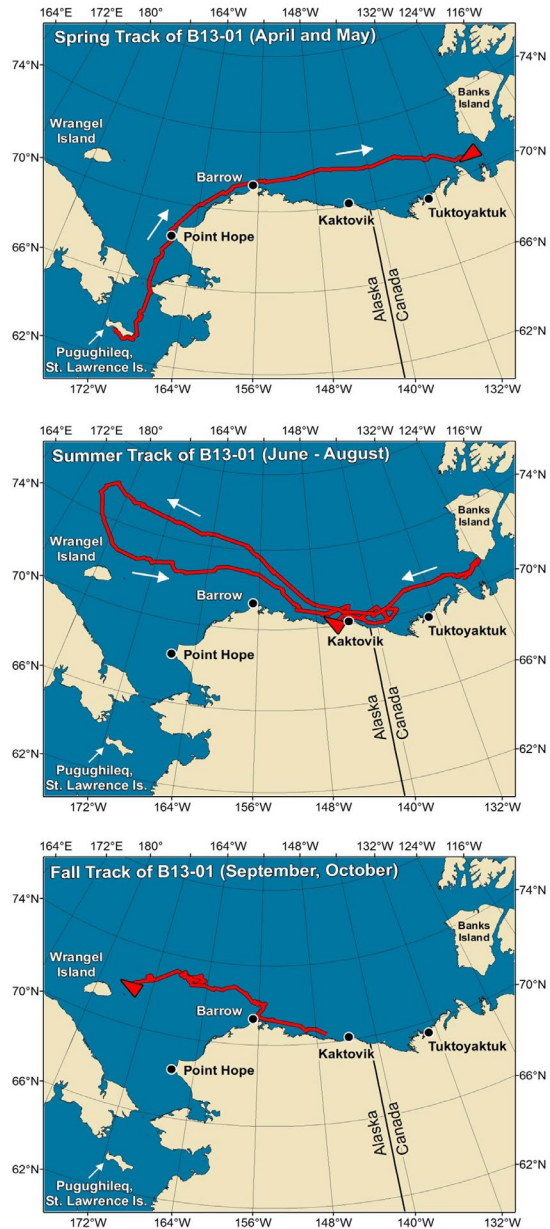 164°E 172°E 180° 164°W 148°W 132°W 124°W 116°W
Spring Track of B13-01 (April and May)
74°N
74°N
Banks
Island
Wrangel
Island
70°N
70°N
Barrow
Kaktovik
Tuktoyaktuk
Point Hope
66°N
66°N
Alaska
Canada
62°N
62°N
Pugughileq,
St. Lawrence Is.
172°W 164°W 156°W 148°W 140°W 132°W
164°E 172°E 180° 164°W 148°W 132°W 124°W 116°W
Summer Track of B13-01 (June - August)
74°N
74°N
Banks
Island
Wrangel
Island
70°N
70°N
Barrow
Kaktovik
Tuktoyaktuk
Point Hope
66°N
66°N
Alaska
Canada
62°N
62°N
Pugughileq,
St. Lawrence Is.
172°W 164°W 156°W 148°W 140°W 132°W
164°E 172°E 180° 164°W 148°W 132°W 124°W 116°W
Fall Track of B13-01 (September, October)
74°N
74°N
Banks
Island
Wrangel
Island
70°N
70°N
Barrow
Kaktovik
Tuktoyaktuk
Point Hope
66°N
66°N
Alaska
Canada
62°N
62°N
Pugughileq,
St. Lawrence Is.
172°W 164°W 156°W 148°W 140°W 132°W